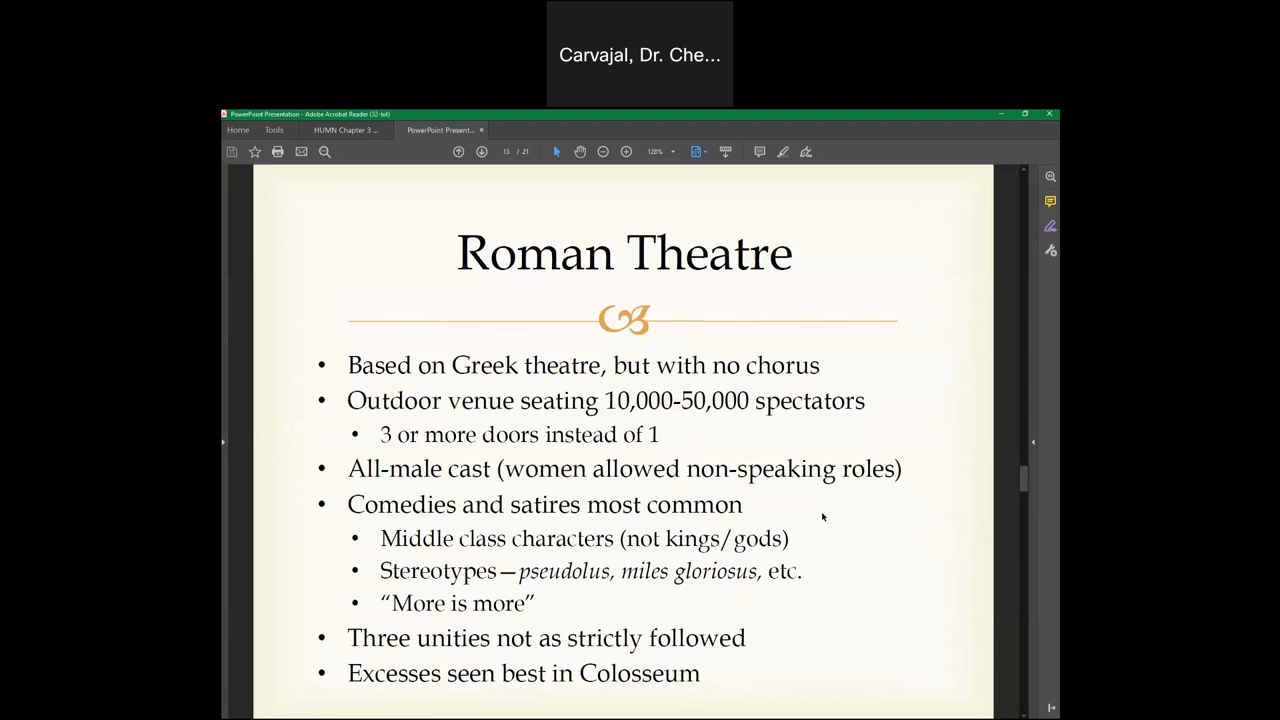 Carvajal, Dr. Che...
PowerPoint Presentation - Adobe Acrobat Reader (32-bit)
Home Tools HUMN Chapter 3 ... PowerPoint Present... ×
13 / 21 128%
Roman Theatre
• Based on Greek theatre, but with no chorus
• Outdoor venue seating 10,000-50,000 spectators
• 3 or more doors instead of 1
• All-male cast (women allowed non-speaking roles)
• Comedies and satires most common
• Middle class characters (not kings/gods)
• Stereotypes—pseudolus, miles gloriosus, etc.
• “More is more”
• Three unities not as strictly followed
• Excesses seen best in Colosseum